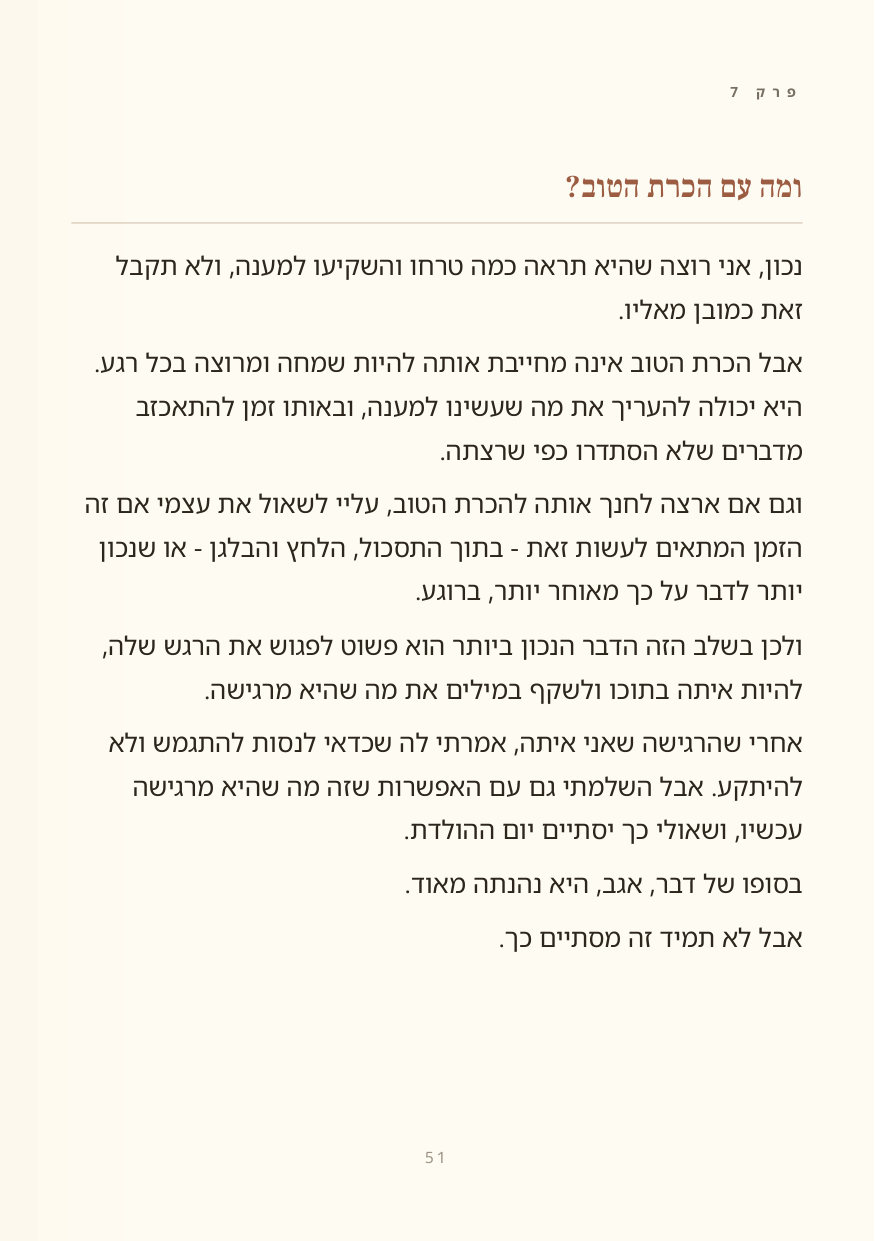 פרק 7
ומה עם הכרת הטוב?
נכון, אני רוצה שהיא תראה כמה טרחו והשקיעו למענה, ולא תקבל
זאת כמובן מאליו.
אבל הכרת הטוב אינה מחייבת אותה להיות שמחה ומרוצה בכל רגע.
היא יכולה להעריך את מה שעשינו למענה, ובאותו זמן להתאכזב
מדברים שלא הסתדרו כפי שרצתה.
וגם אם ארצה לחנך אותה להכרת הטוב, עליי לשאול את עצמי אם זה
הזמן המתאים לעשות זאת - בתוך התסכול, הלחץ והבלגן - או שנכון
יותר לדבר על כך מאוחר יותר, ברוגע.
ולכן בשלב הזה הדבר הנכון ביותר הוא פשוט לפגוש את הרגש שלה,
להיות איתה בתוכו ולשקף במילים את מה שהיא מרגישה.
אחרי שהרגישה שאני איתה, אמרתי לה שכדאי לנסות להתגמש ולא
להיתקע. אבל השלמתי גם עם האפשרות שזה מה שהיא מרגישה
עכשיו, ושאולי כך יסתיים יום ההולדת.
בסופו של דבר, אגב, היא נהנתה מאוד.
אבל לא תמיד זה מסתיים כך.
51